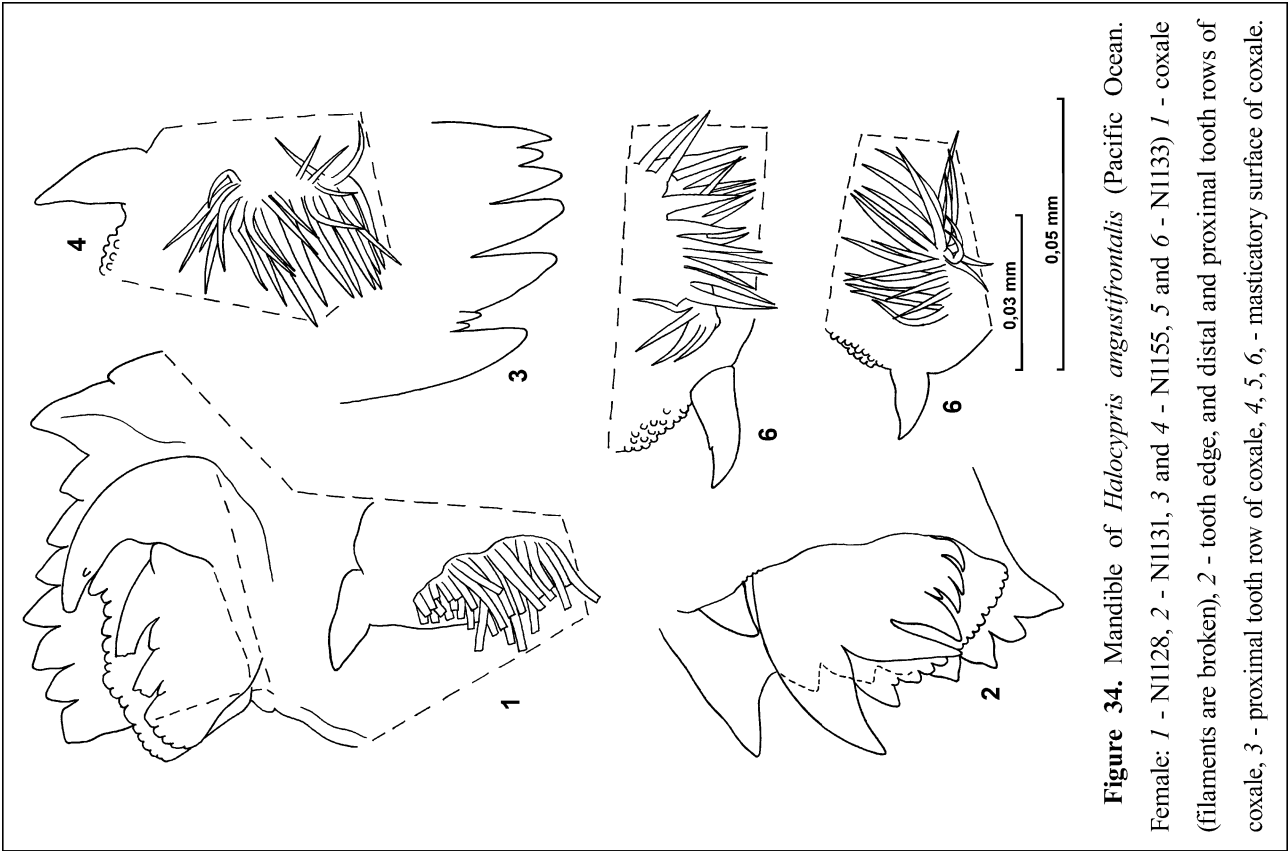 4
3
1
6
6
2
0,03 mm
0,05 mm
Figure 34. Mandible of Halocypris angustifrontalis (Pacific Ocean.
Female: 1 - N1128, 2 - N1131, 3 and 4 - N1155, 5 and 6 - N1133) 1 - coxale
(filaments are broken), 2 - tooth edge, and distal and proximal tooth rows of
coxale, 3 - proximal tooth row of coxale, 4, 5, 6, - masticatory surface of coxale.